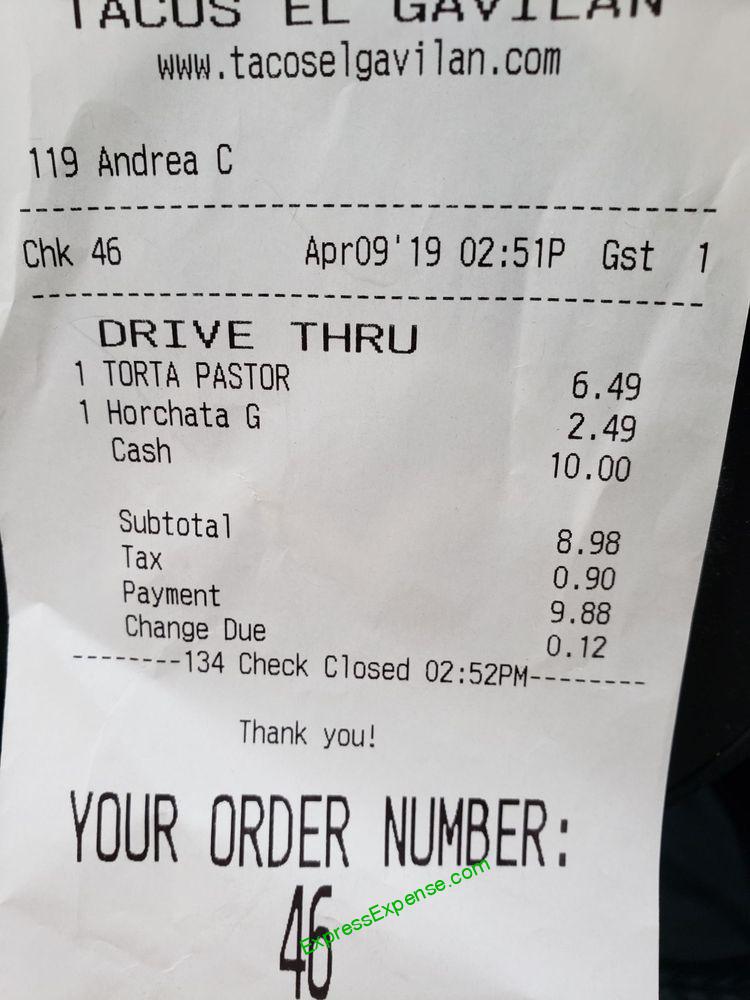 TACOS EL GAVILAN
www.tacoselgavilan.com
119 Andrea C
--------------------------------------------------
Chk 46 Apr09'19 02:51P Gst 1
--------------------------------------------------
DRIVE THRU
1 TORTA PASTOR 6.49
1 Horchata G 2.49
Cash 10.00
Subtotal 8.98
Tax 0.90
Payment 9.88
Change Due 0.12
--------134 Check Closed 02:52PM--------
Thank you!
YOUR ORDER NUMBER:
46
ExpressExpense.com